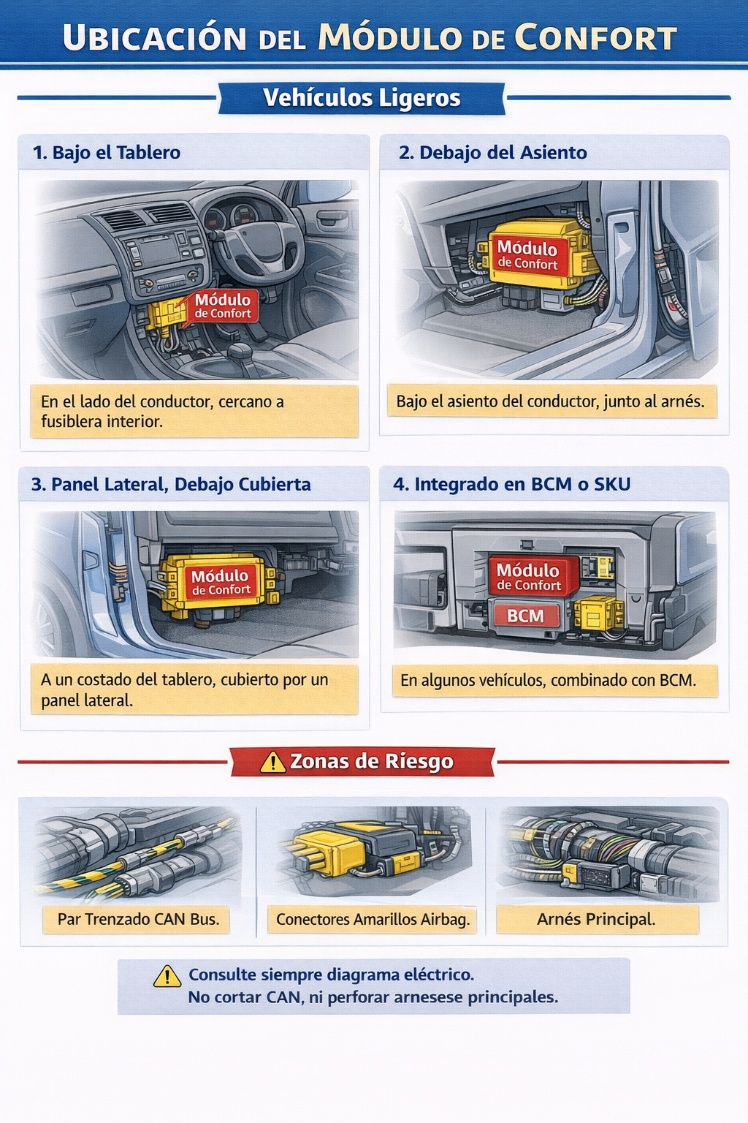 UBICACIÓN DEL MÓDULO DE CONFORT
Vehículos Ligeros
1. Bajo el Tablero
Módulo
de Confort
En el lado del conductor, cercano a
fusiblera interior.
2. Debajo del Asiento
Módulo
de Confort
Bajo el asiento del conductor, junto al arnés.
3. Panel Lateral, Debajo Cubierta
Módulo
de Confort
A un costado del tablero, cubierto por un
panel lateral.
4. Integrado en BCM o SKU
Módulo
de Confort
BCM
En algunos vehículos, combinado con BCM.
Zonas de Riesgo
Par Trenzado CAN Bus.
Conectores Amarillos Airbag.
Arnés Principal.
Consulte siempre diagrama eléctrico.
No cortar CAN, ni perforar arnesese principales.